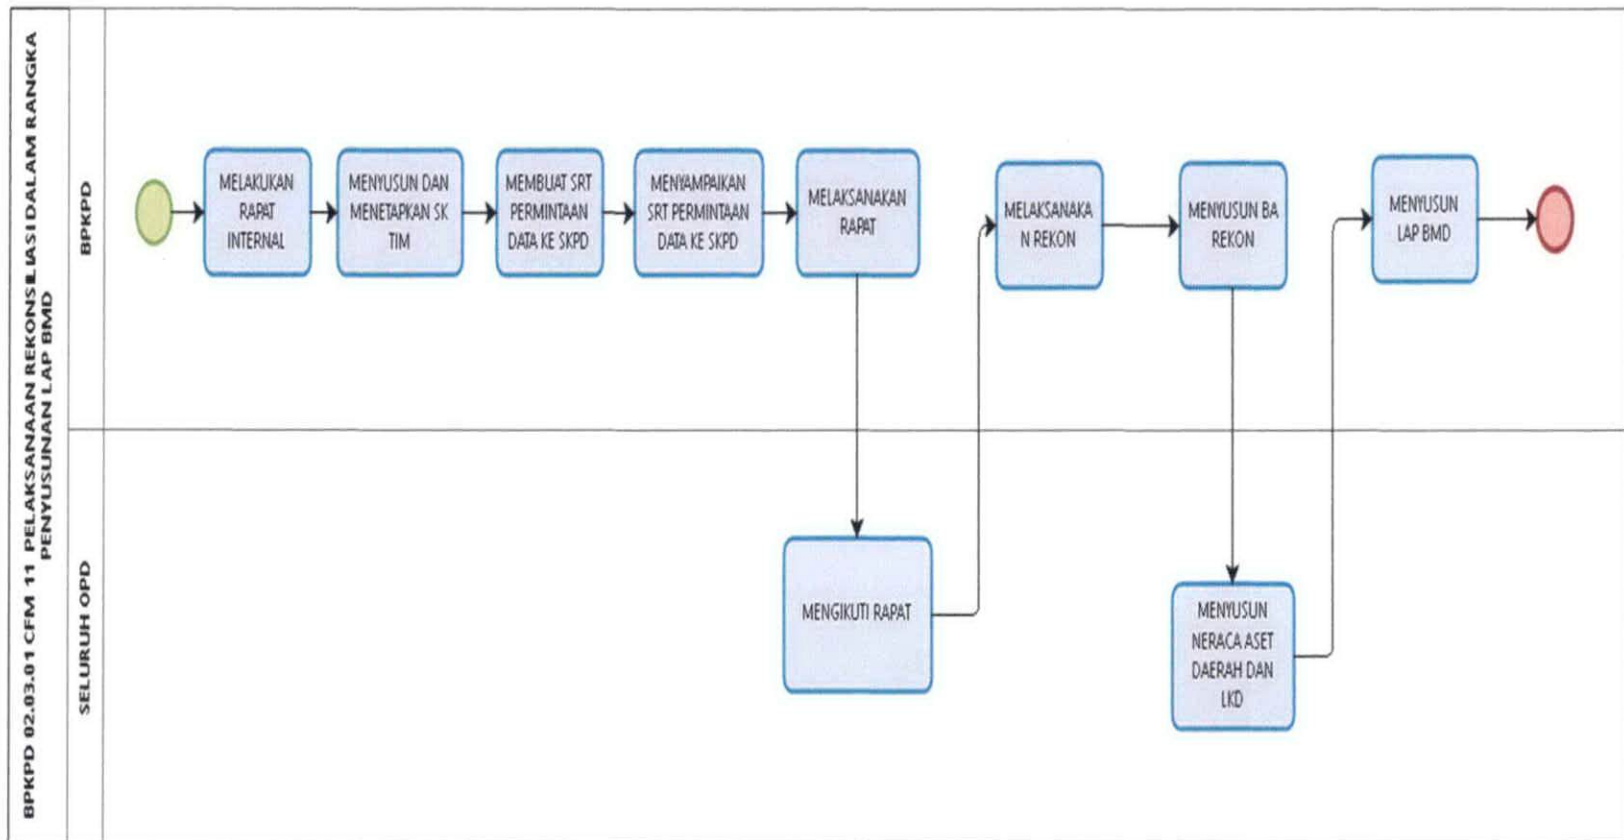 BPKPD 02.03.01 CFM 11 PELAKSANAAN REKONSILIASI DALAM RANGKA
PENYUSUNAN LAP BMD
BPKPD
MELAKUKAN
RAPAT
INTERNAL
MENYUSUN DAN
MENETAPKAN SK
TIM
MEMBUAT SRT
PERMINTAAN
DATA KE SKPD
MENYAMPAIKAN
SRT PERMINTAAN
DATA KE SKPD
MELAKSANAKAN
RAPAT
MELAKSANAKA
N REKON
MENYUSUN BA
REKON
MENYUSUN
LAP BMD
SELURUH OPD
MENGIKUTI RAPAT
MENYUSUN
NERACA ASET
DAERAH DAN
LKD